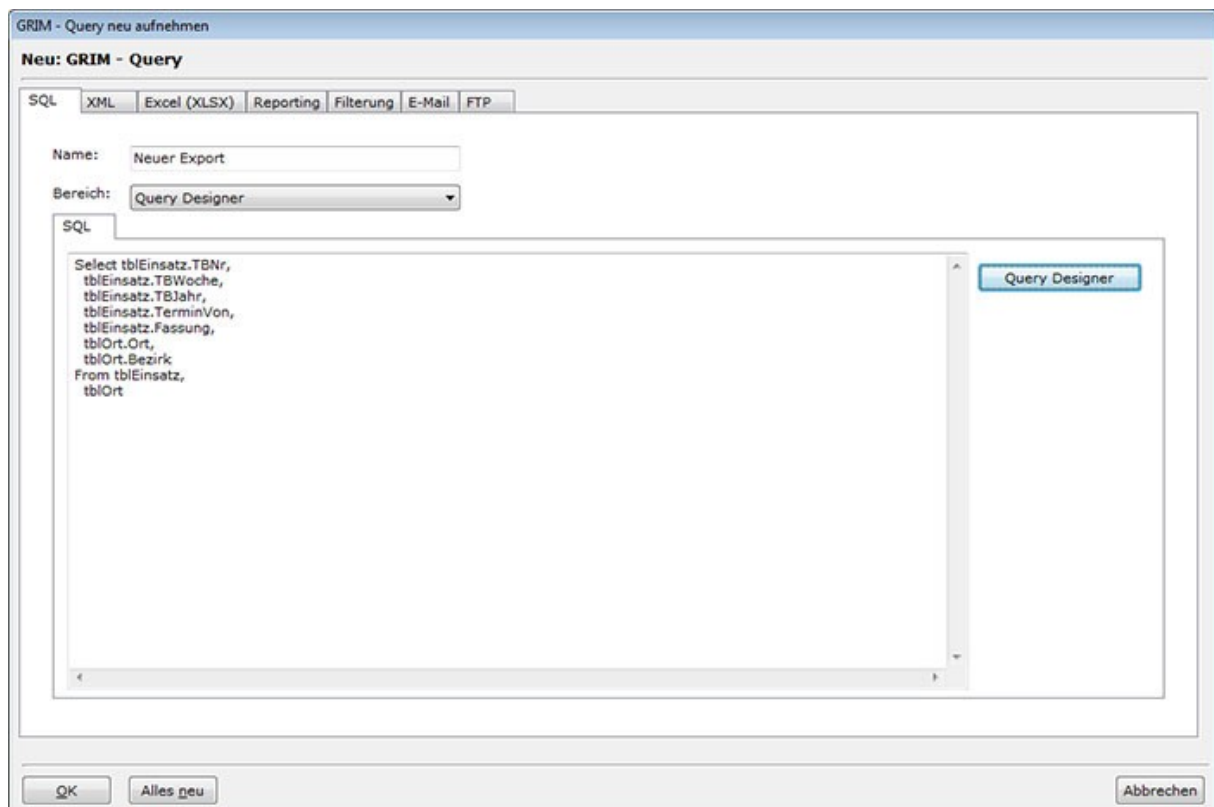 GRIM - Query neu aufnehmen
Neu: GRIM - Query
SQL XML Excel (XLSX) Reporting Filterung E-Mail FTP
Name: Neuer Export
Bereich: Query Designer
SQL
Select tblEinsatz.TBNr,
tblEinsatz.TBWoche,
tblEinsatz.TBJahr,
tblEinsatz.TerminVon,
tblEinsatz.Fassung,
tblOrt.Ort,
tblOrt.Bezirk
From tblEinsatz,
tblOrt
Query Designer
OK Alles neu Abbrechen